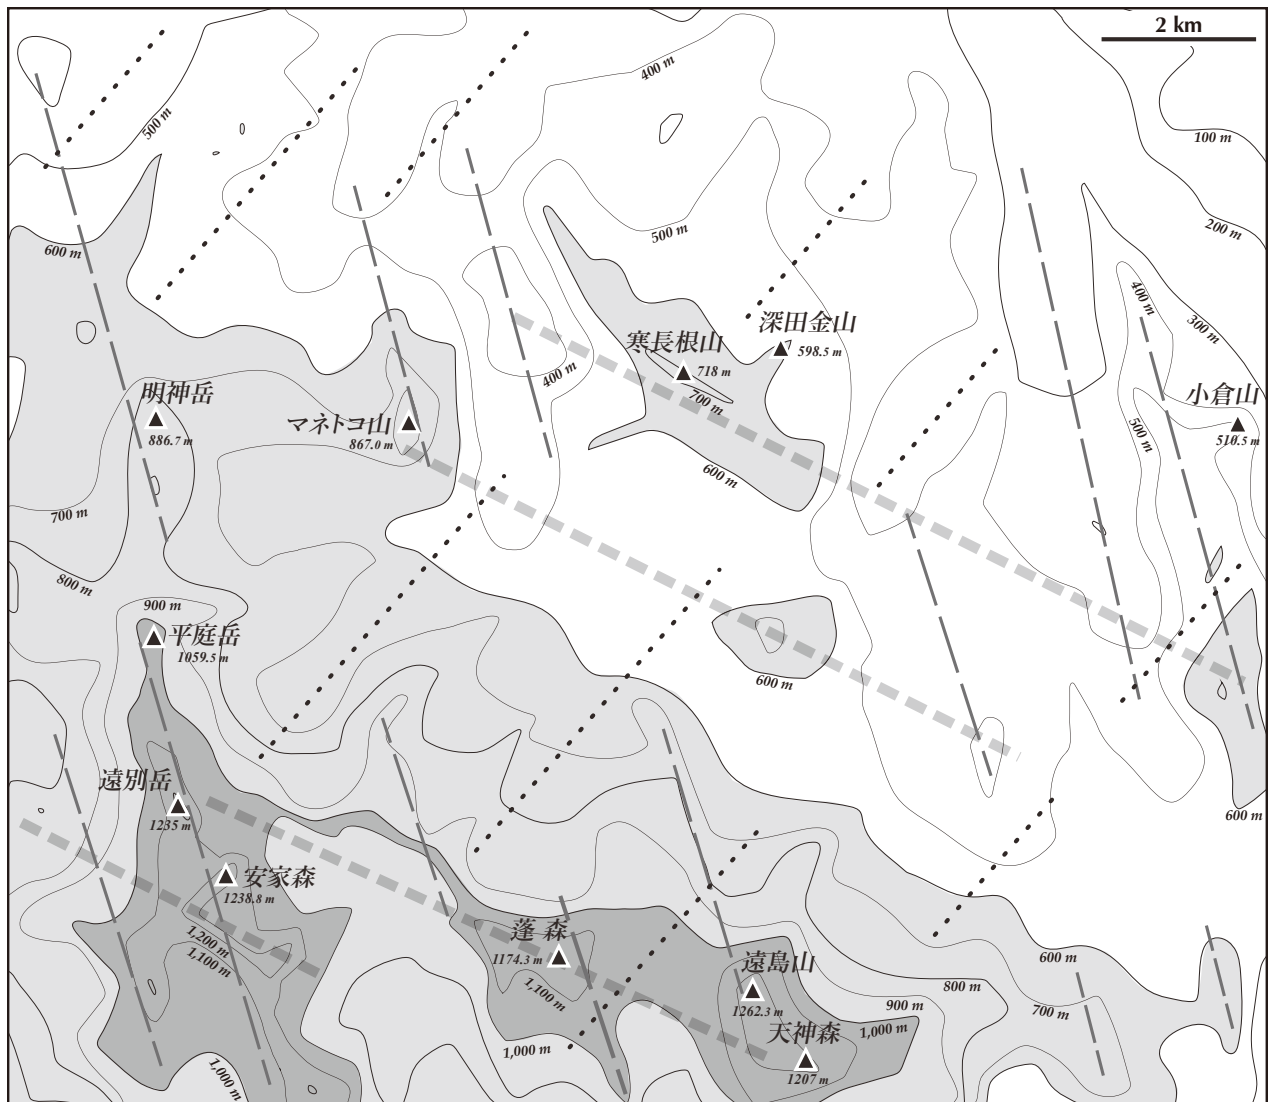 2 km
400 m
500 m
100 m
500 m
200 m
600 m
400 m
300 m
深田金山
598.5 m
寒長根山
718 m
700 m
400 m
明神岳
886.7 m
マネトコ山
867.0 m
小倉山
510.5 m
500 m
600 m
700 m
800 m
900 m
平庭岳
1059.5 m
600 m
遠別岳
1235 m
600 m
安家森
1238.8 m
1,200 m
1,100 m
蓬森
1174.3 m
1,100 m
遠島山
1262.3 m
600 m
800 m
900 m
700 m
天神森
1,000 m
1207 m
1,000 m
1,000 m